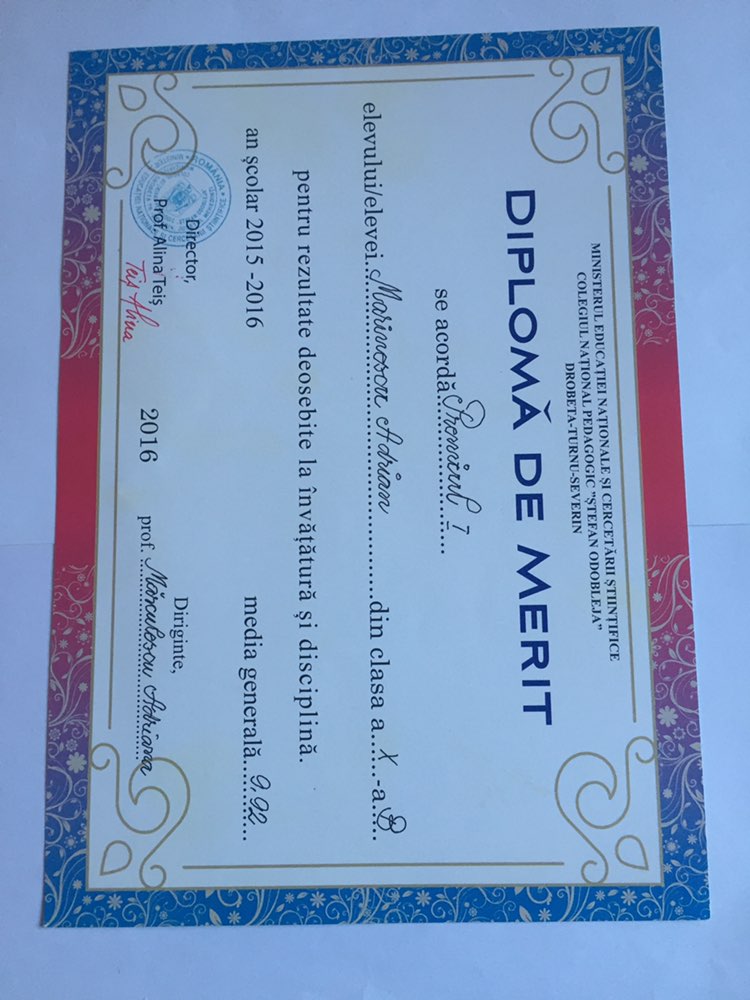 MINISTERUL EDUCAȚIEI NAȚIONALE ȘI CERCETĂRII ȘTIINȚIFICE
COLEGIUL NAȚIONAL PEDAGOGIC "ȘTEFAN ODOBLEJA"
DROBETA-TURNU-SEVERIN
DIPLOMĂ DE MERIT
se acordă Premiul I
elevului/elevei Marinescu Adrian din clasa a X -a B
pentru rezultate deosebite la învățătură și disciplină.
an școlar 2015 -2016 media generală 9.92
Director, Diriginte,
Prof. Alina Teiș 2016 prof. Mănculescu Adriana
Teiș Alina
ROMÂNIA